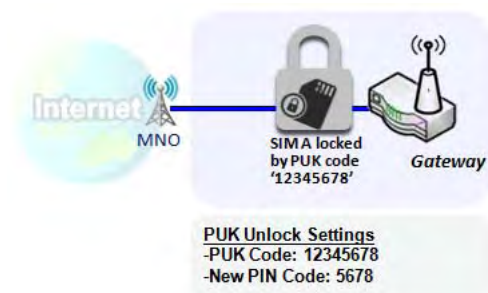 Internet
MNO
SIM A locked
by PUK code
'12345678'
Gateway
PUK Unlock Settings
-PUK Code: 12345678
-New PIN Code: 5678